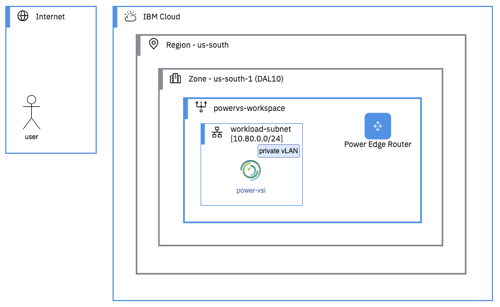 Internet
user
IBM Cloud
Region - us-south
Zone - us-south-1 (DAL10)
powervs-workspace
workload-subnet
[10.80.0.0/24]
private vLAN
power-vsi
Power Edge Router